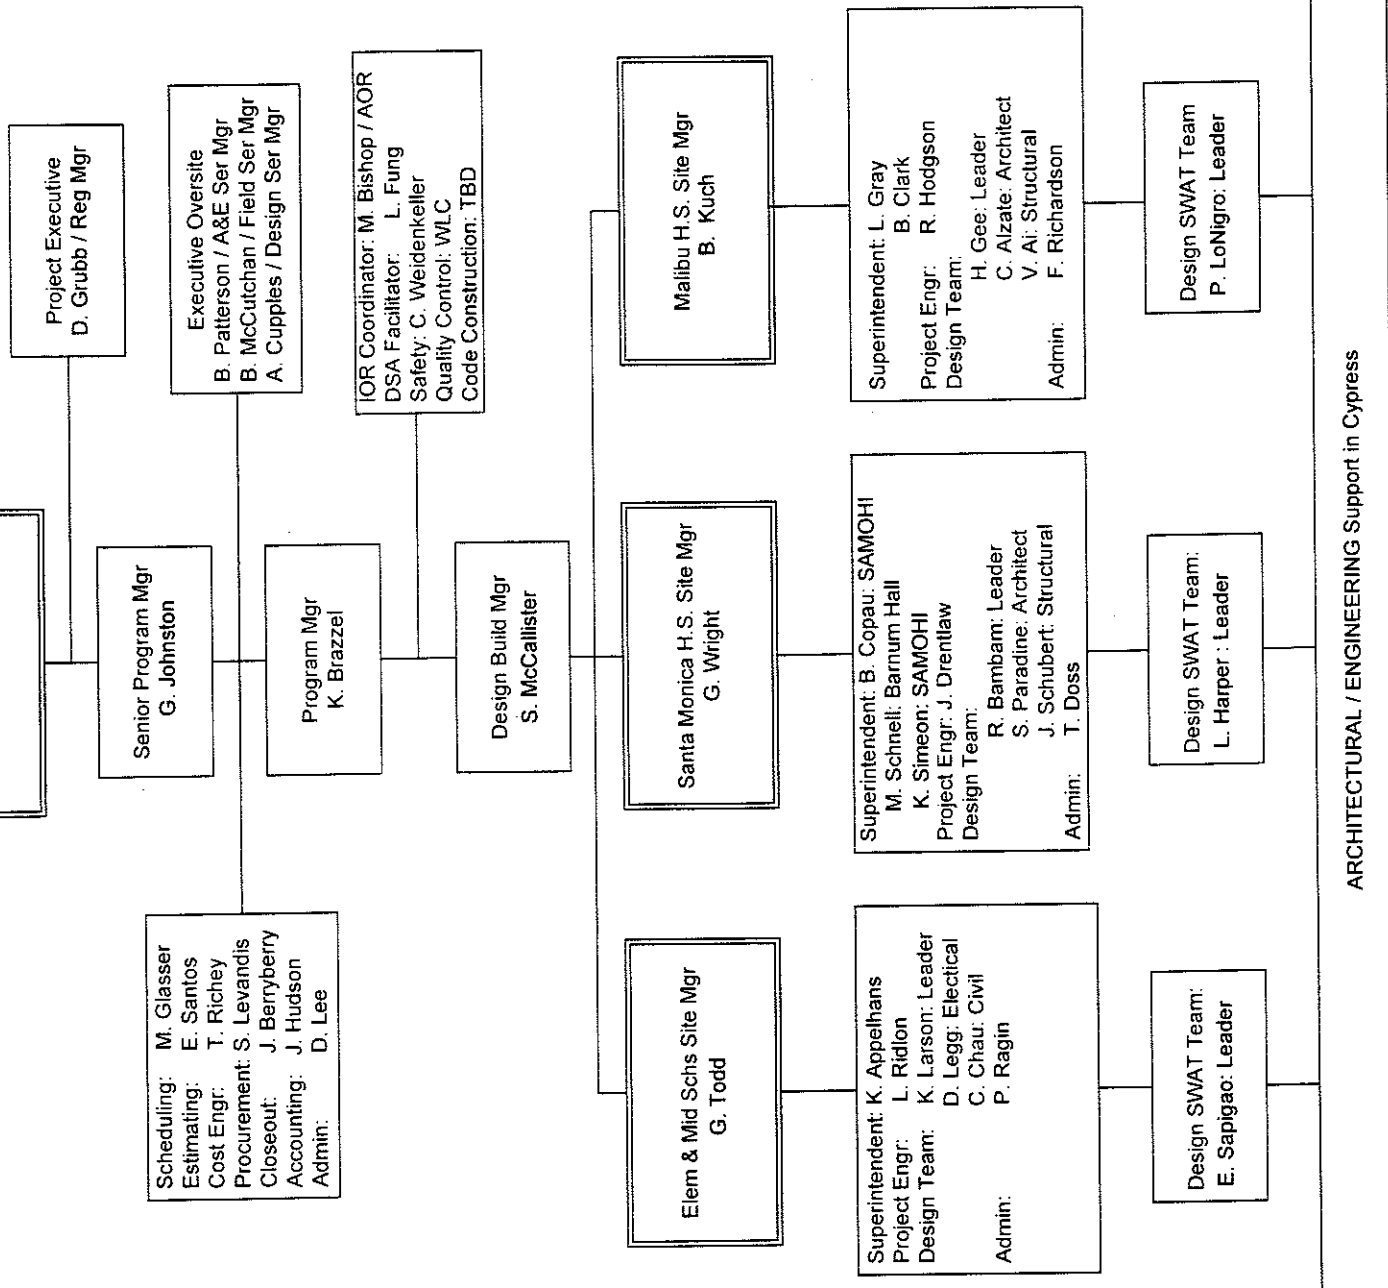 Project Executive
D. Grubb / Reg Mgr
Senior Program Mgr
G. Johnston
Executive Oversite
B. Patterson / A&E Ser Mgr
B. McCutchan / Field Ser Mgr
A. Cupples / Design Ser Mgr
Scheduling: M. Glasser
Estimating: E. Santos
Cost Engr: T. Richey
Procurement: S. Levandis
Closeout: J. Berryberry
Accounting: J. Hudson
Admin: D. Lee
Program Mgr
K. Brazzel
IOR Coordinator: M. Bishop / AOR
DSA Facilitator: L. Fung
Safety: C. Weidenkeller
Quality Control: WLC
Code Construction: TBD
Design Build Mgr
S. McCallister
Elem & Mid Schs Site Mgr
G. Todd
Santa Monica H.S. Site Mgr
G. Wright
Malibu H.S. Site Mgr
B. Kuch
Superintendent: K. Appelhans
Project Engr: L. Ridlon
Design Team: K. Larson: Leader
D. Legg: Electical
C. Chau: Civil
Admin: P. Ragin
Superintendent: B. Copau: SAMOHI
M. Schnell: Barnum Hall
K. Simeon: SAMOHI
Project Engr: J. Drentlaw
Design Team:
R. Bambam: Leader
S. Paradine: Architect
J. Schubert: Structural
Admin: T. Doss
Superintendent: L. Gray
B. Clark
Project Engr: R. Hodgson
Design Team:
H. Gee: Leader
C. Alzate: Architect
V. Ai: Structural
Admin: F. Richardson
Design SWAT Team:
E. Sapigao: Leader
Design SWAT Team:
L. Harper : Leader
Design SWAT Team
P. LoNigro: Leader
ARCHITECTURAL / ENGINEERING Support in Cypress